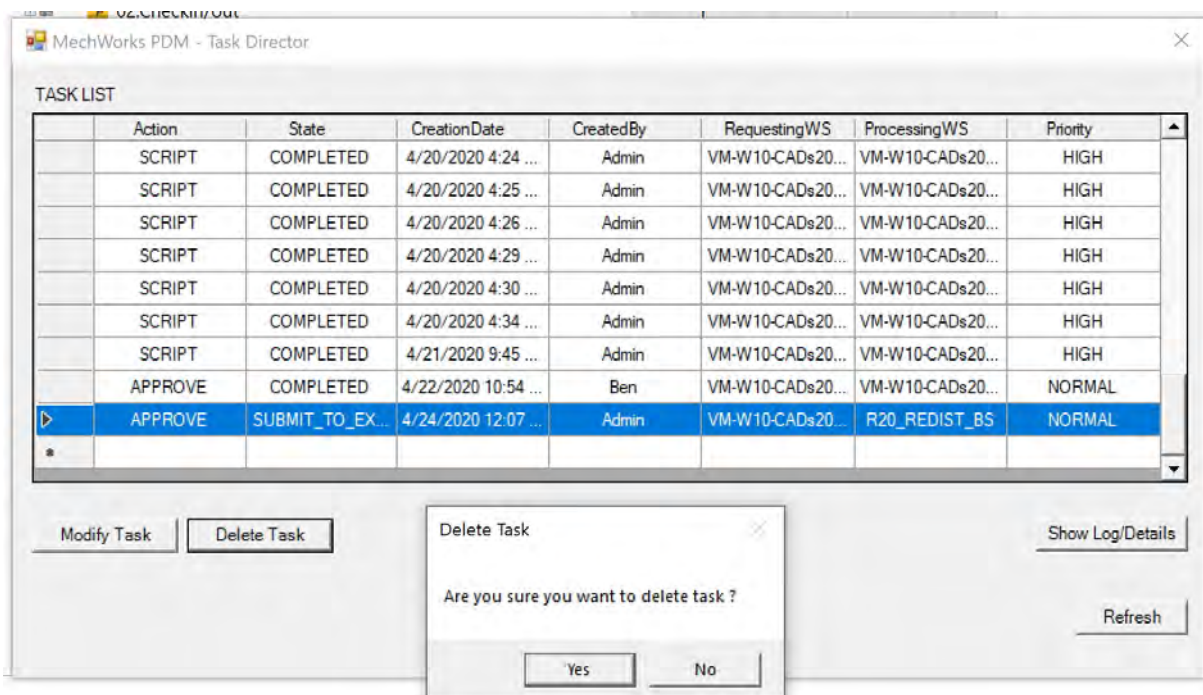 02.Checkin/Out
MechWorks PDM - Task Director
TASK LIST
Action State CreationDate CreatedBy RequestingWS ProcessingWS Priority
SCRIPT COMPLETED 4/20/2020 4:24 ... Admin VM-W10-CADs20... VM-W10-CADs20... HIGH
SCRIPT COMPLETED 4/20/2020 4:25 ... Admin VM-W10-CADs20... VM-W10-CADs20... HIGH
SCRIPT COMPLETED 4/20/2020 4:26 ... Admin VM-W10-CADs20... VM-W10-CADs20... HIGH
SCRIPT COMPLETED 4/20/2020 4:29 ... Admin VM-W10-CADs20... VM-W10-CADs20... HIGH
SCRIPT COMPLETED 4/20/2020 4:30 ... Admin VM-W10-CADs20... VM-W10-CADs20... HIGH
SCRIPT COMPLETED 4/20/2020 4:34 ... Admin VM-W10-CADs20... VM-W10-CADs20... HIGH
SCRIPT COMPLETED 4/21/2020 9:45 ... Admin VM-W10-CADs20... VM-W10-CADs20... HIGH
APPROVE COMPLETED 4/22/2020 10:54 ... Ben VM-W10-CADs20... VM-W10-CADs20... NORMAL
APPROVE SUBMIT_TO_EX... 4/24/2020 12:07 ... Admin VM-W10-CADs20... R20_REDIST_BS NORMAL
Modify Task Delete Task Show Log/Details
Delete Task
Are you sure you want to delete task ?
Refresh
Yes No